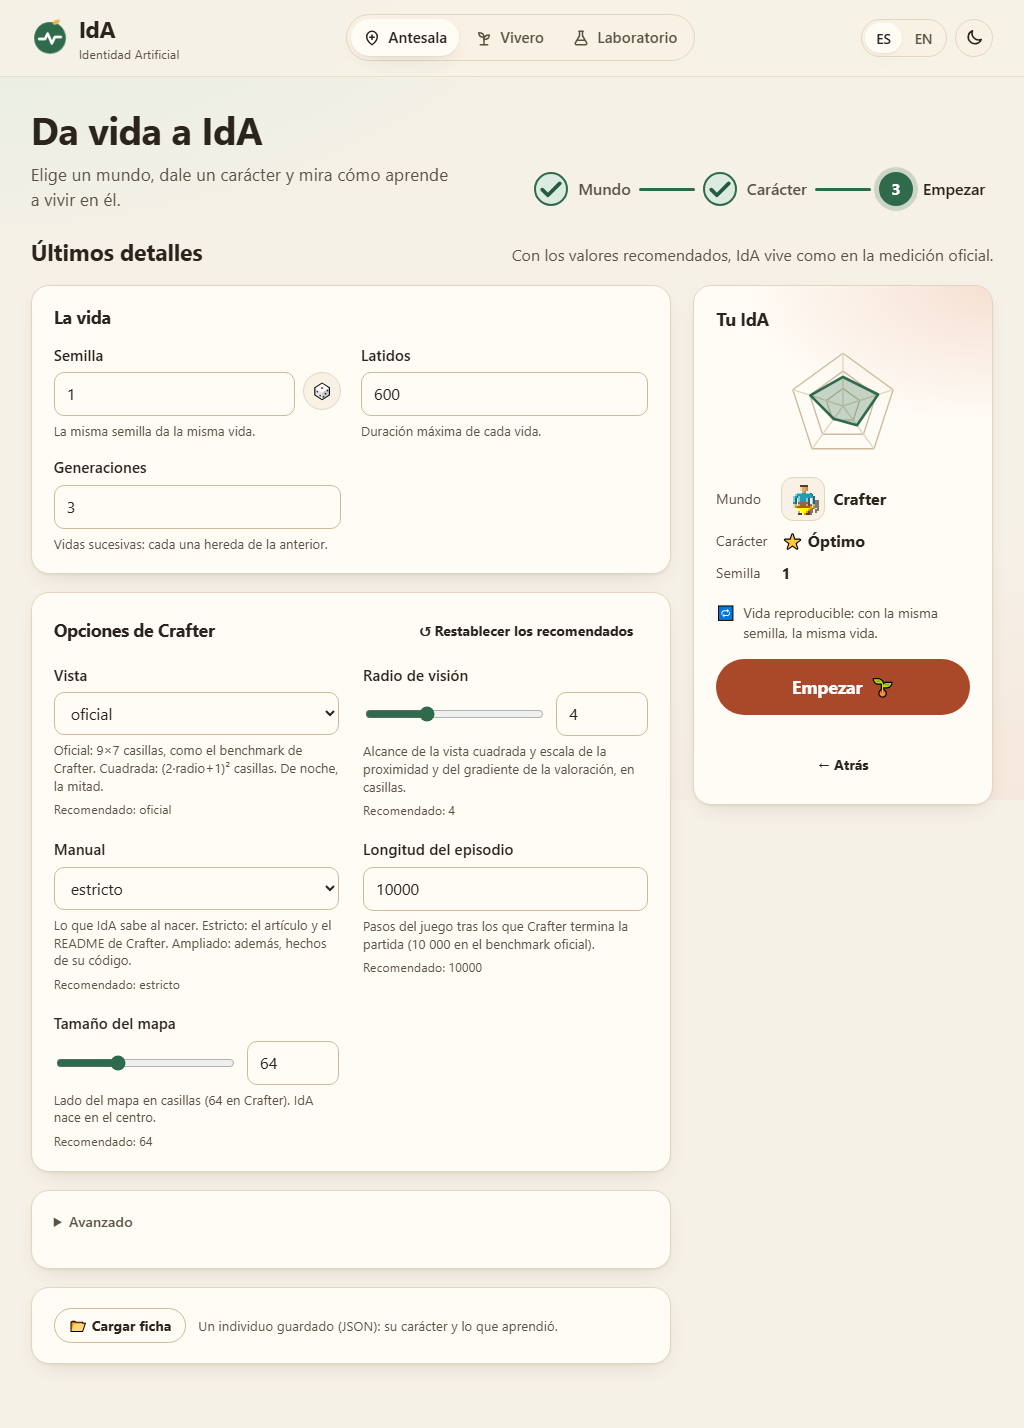 IdA
Identidad Artificial
Antesala
Vivero
Laboratorio
ES
EN
Da vida a IdA
Elige un mundo, dale un carácter y mira cómo aprende
a vivir en él.
Mundo
Carácter
3
Empezar
Últimos detalles
Con los valores recomendados, IdA vive como en la medición oficial.
La vida
Semilla
1
La misma semilla da la misma vida.
Latidos
600
Duración máxima de cada vida.
Generaciones
3
Vidas sucesivas: cada una hereda de la anterior.
Opciones de Crafter
↺ Restablecer los recomendados
Vista
oficial
Oficial: 9×7 casillas, como el benchmark de
Crafter. Cuadrada: (2·radio+1)² casillas. De noche,
la mitad.
Recomendado: oficial
Radio de visión
4
Alcance de la vista cuadrada y escala de la
proximidad y del gradiente de la valoración, en
casillas.
Recomendado: 4
Manual
estricto
Lo que IdA sabe al nacer. Estricto: el artículo y el
README de Crafter. Ampliado: además, hechos
de su código.
Recomendado: estricto
Longitud del episodio
10000
Pasos del juego tras los que Crafter termina la
partida (10 000 en el benchmark oficial).
Recomendado: 10000
Tamaño del mapa
64
Lado del mapa en casillas (64 en Crafter). IdA
nace en el centro.
Recomendado: 64
Avanzado
Cargar ficha
Un individuo guardado (JSON): su carácter y lo que aprendió.
Tu IdA
Mundo
Crafter
Carácter
Óptimo
Semilla
1
Vida reproducible: con la misma
semilla, la misma vida.
Empezar
← Atrás